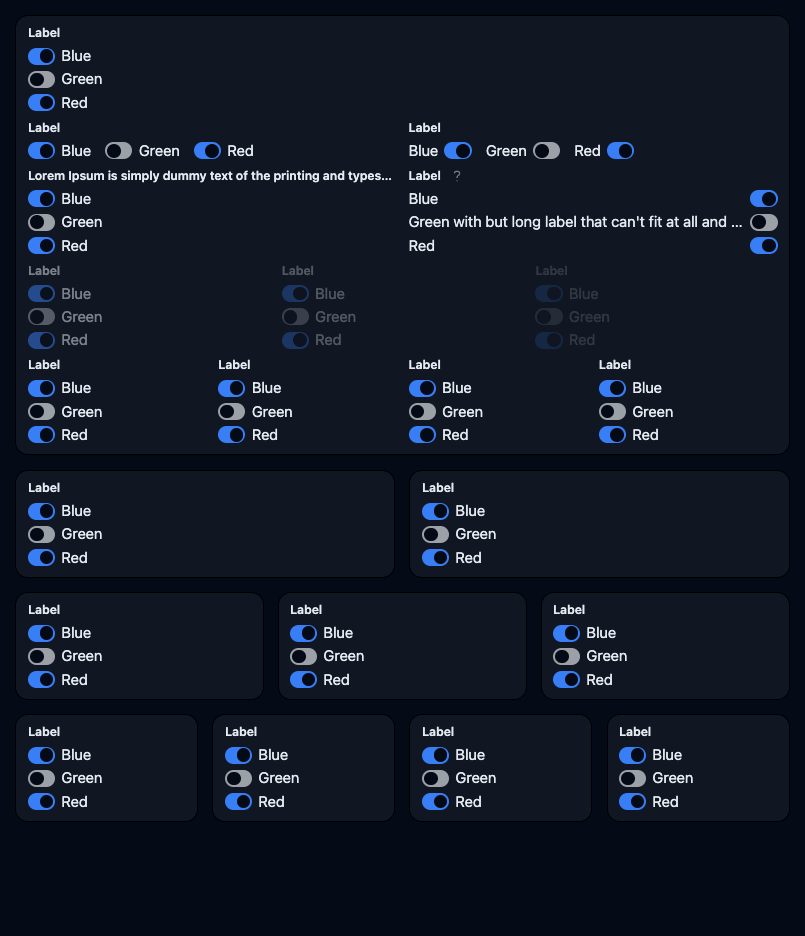 Label
Blue
Green
Red
Label Label
Blue Green Red Blue Green Red
Lorem Ipsum is simply dummy text of the printing and types... Label ?
Blue Blue
Green Green with but long label that can't fit at all and ...
Red Red
Label Label Label
Blue Blue Blue
Green Green Green
Red Red Red
Label Label Label Label
Blue Blue Blue Blue
Green Green Green Green
Red Red Red Red
Label Label
Blue Blue
Green Green
Red Red
Label Label Label
Blue Blue Blue
Green Green Green
Red Red Red
Label Label Label Label
Blue Blue Blue Blue
Green Green Green Green
Red Red Red Red